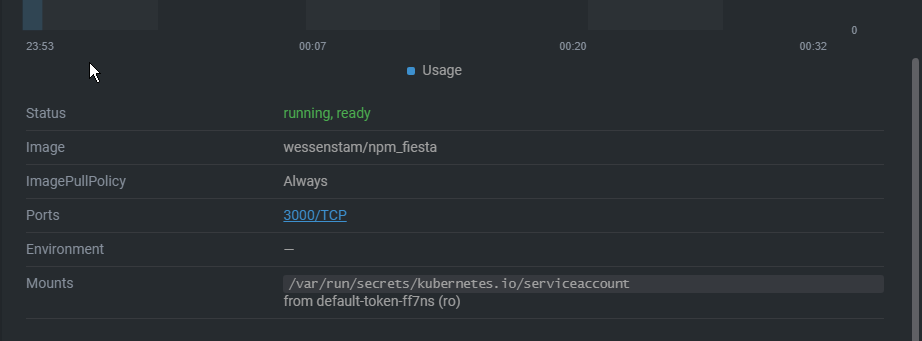 0
23:53 00:07 00:20 00:32
Usage
Status running, ready
Image wessenstam/npm_fiesta
ImagePullPolicy Always
Ports 3000/TCP
Environment —
Mounts /var/run/secrets/kubernetes.io/serviceaccount
from default-token-ff7ns (ro)